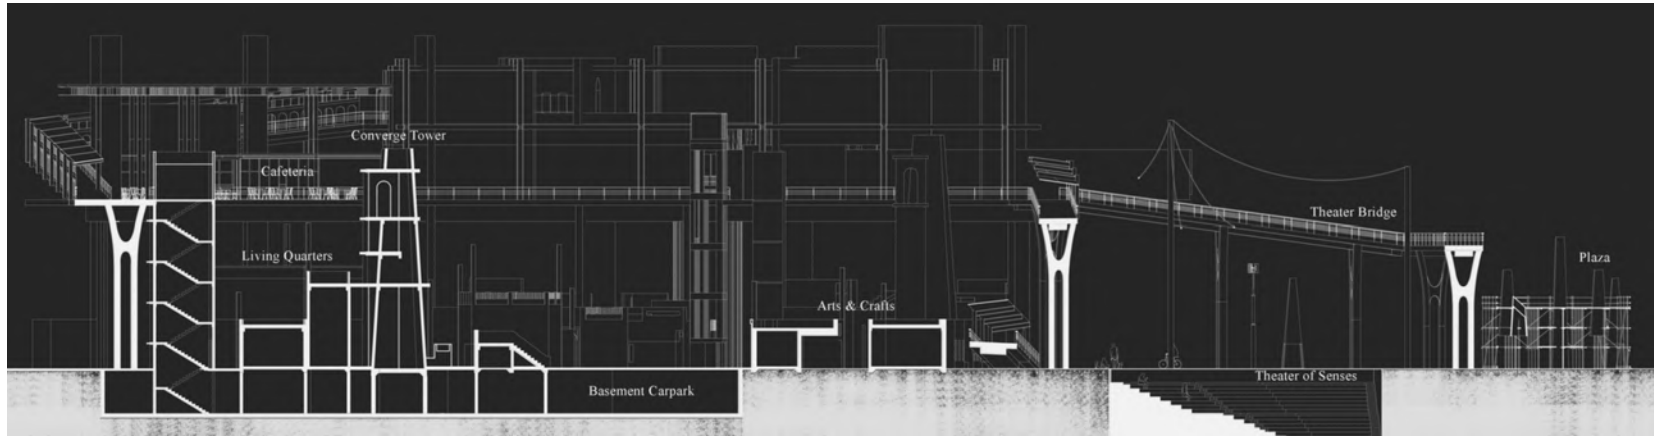 Converge Tower
Cafeteria
Theater Bridge
Living Quarters
Plaza
Arts & Crafts
Theater of Senses
Basement Carpark